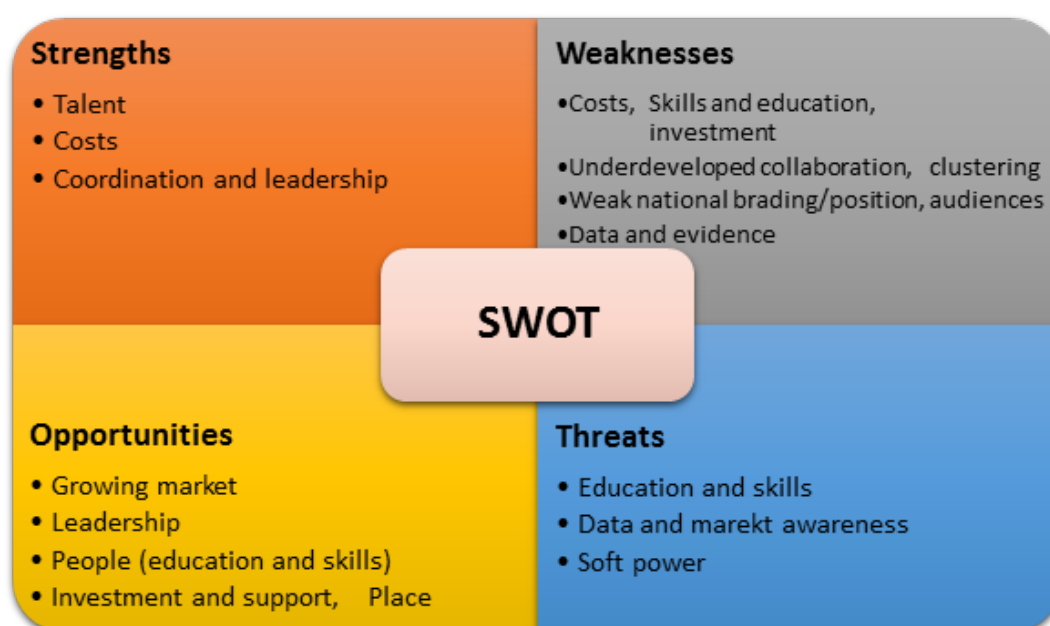 Strengths
• Talent
• Costs
• Coordination and leadership
Weaknesses
•Costs, Skills and education,
investment
•Underdeveloped collaboration, clustering
•Weak national brading/position, audiences
•Data and evidence
SWOT
Opportunities
• Growing market
• Leadership
• People (education and skills)
• Investment and support, Place
Threats
• Education and skills
• Data and marekt awareness
• Soft power